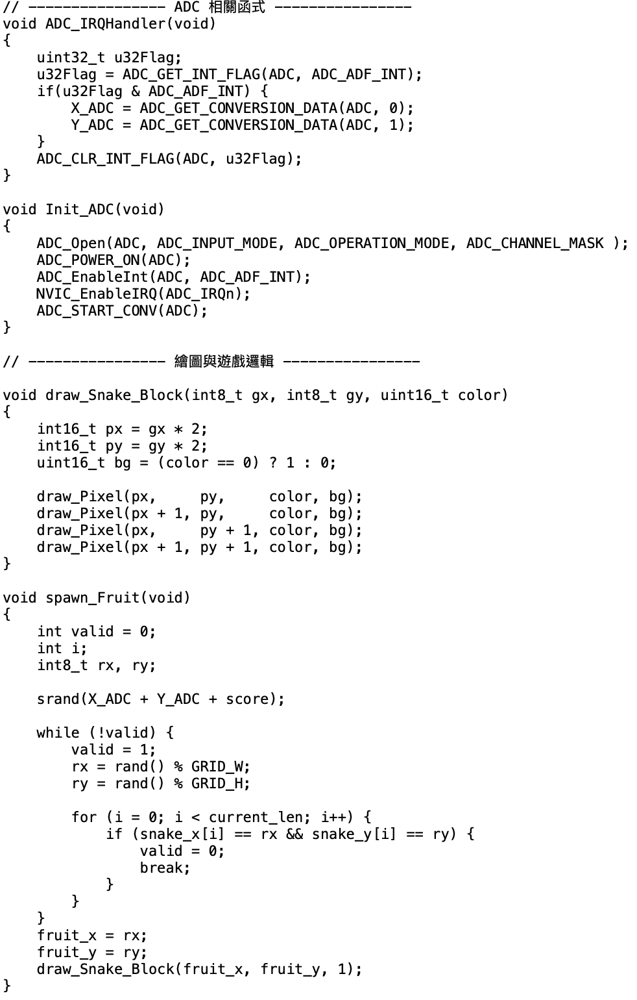 // ---------------- ADC 相關函式 ----------------
void ADC_IRQHandler(void)
{
    uint32_t u32Flag;
    u32Flag = ADC_GET_INT_FLAG(ADC, ADC_ADF_INT);
    if(u32Flag & ADC_ADF_INT) {
        X_ADC = ADC_GET_CONVERSION_DATA(ADC, 0);
        Y_ADC = ADC_GET_CONVERSION_DATA(ADC, 1);
    }
    ADC_CLR_INT_FLAG(ADC, u32Flag);
}

void Init_ADC(void)
{
    ADC_Open(ADC, ADC_INPUT_MODE, ADC_OPERATION_MODE, ADC_CHANNEL_MASK );
    ADC_POWER_ON(ADC);
    ADC_EnableInt(ADC, ADC_ADF_INT);
    NVIC_EnableIRQ(ADC_IRQn);
    ADC_START_CONV(ADC);
}

// ---------------- 繪圖與遊戲邏輯 ----------------

void draw_Snake_Block(int8_t gx, int8_t gy, uint16_t color)
{
    int16_t px = gx * 2;
    int16_t py = gy * 2;
    uint16_t bg = (color == 0) ? 1 : 0;

    draw_Pixel(px,     py,     color, bg);
    draw_Pixel(px + 1, py,     color, bg);
    draw_Pixel(px,     py + 1, color, bg);
    draw_Pixel(px + 1, py + 1, color, bg);
}

void spawn_Fruit(void)
{
    int valid = 0;
    int i;
    int8_t rx, ry;

    srand(X_ADC + Y_ADC + score);

    while (!valid) {
        valid = 1;
        rx = rand() % GRID_W;
        ry = rand() % GRID_H;

        for (i = 0; i < current_len; i++) {
            if (snake_x[i] == rx && snake_y[i] == ry) {
                valid = 0;
                break;
            }
        }
    }
    fruit_x = rx;
    fruit_y = ry;
    draw_Snake_Block(fruit_x, fruit_y, 1);
}